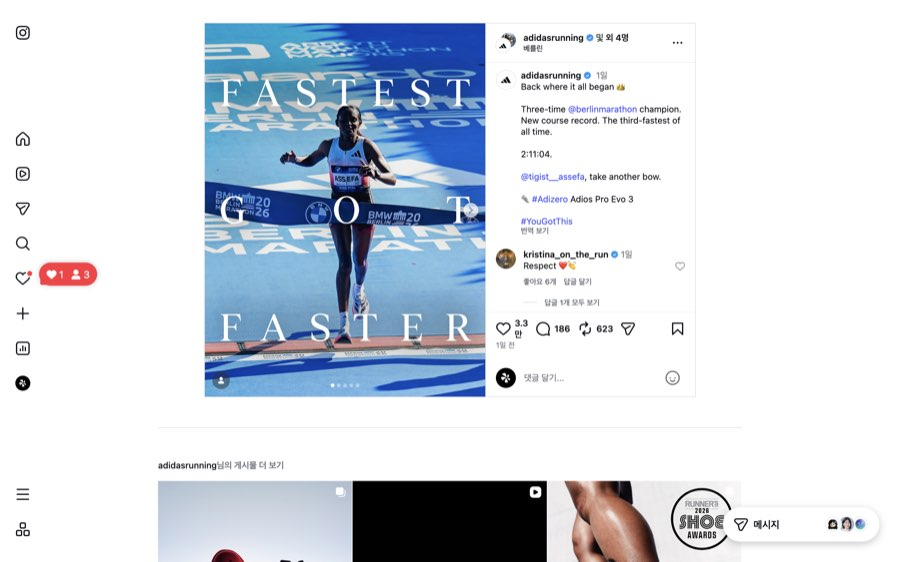 FASTEST
GOT
FASTER
ASSEFA
BMW BERLIN MARATHON 2026
BMW BERLIN
adidasrunning 및 외 4명
베를린
adidasrunning 1일
Back where it all began 👑
Three-time @berlinmarathon champion.
New course record. The third-fastest of
all time.
2:11:04.
@tigist__assefa, take another bow.
#Adizero Adios Pro Evo 3
#YouGotThis
번역 보기
kristina_on_the_run 1일
Respect ❤️👏
좋아요 6개 답글 달기
답글 1개 모두 보기
3.3만 186 623
1일 전
댓글 달기...
1 3
adidasrunning님의 게시물 더 보기
RUNNER'S
2026
SHOE
AWARDS
메시지